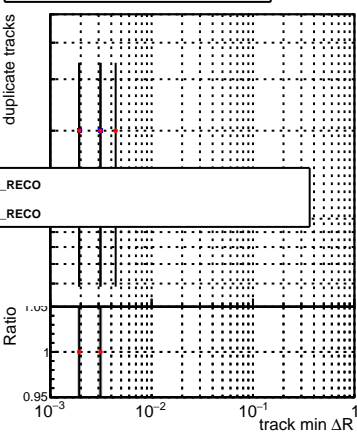 duplicate tracks
_RECO
_RECO
1.05
Ratio
1
0.95
10⁻³ 10⁻² 10⁻¹ 1
track min ΔR